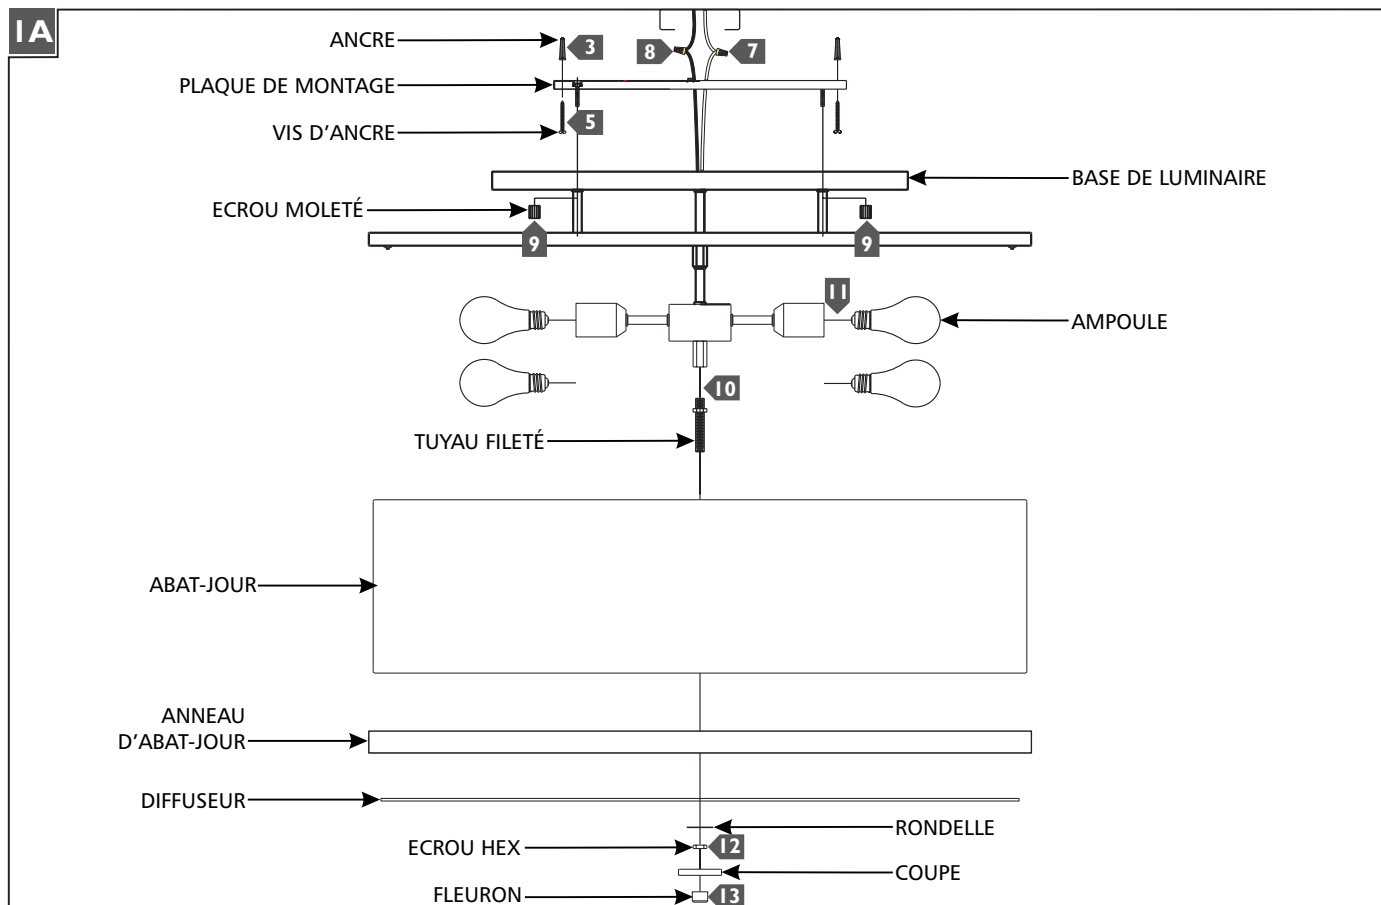 1A
ANCRE
3
8
7
PLAQUE DE MONTAGE
VIS D’ANCRE
5
BASE DE LUMINAIRE
ECROU MOLETÉ
9
9
11
AMPOULE
10
TUYAU FILETÉ
ABAT-JOUR
ANNEAU
D’ABAT-JOUR
DIFFUSEUR
RONDELLE
ECROU HEX
12
COUPE
FLEURON
13